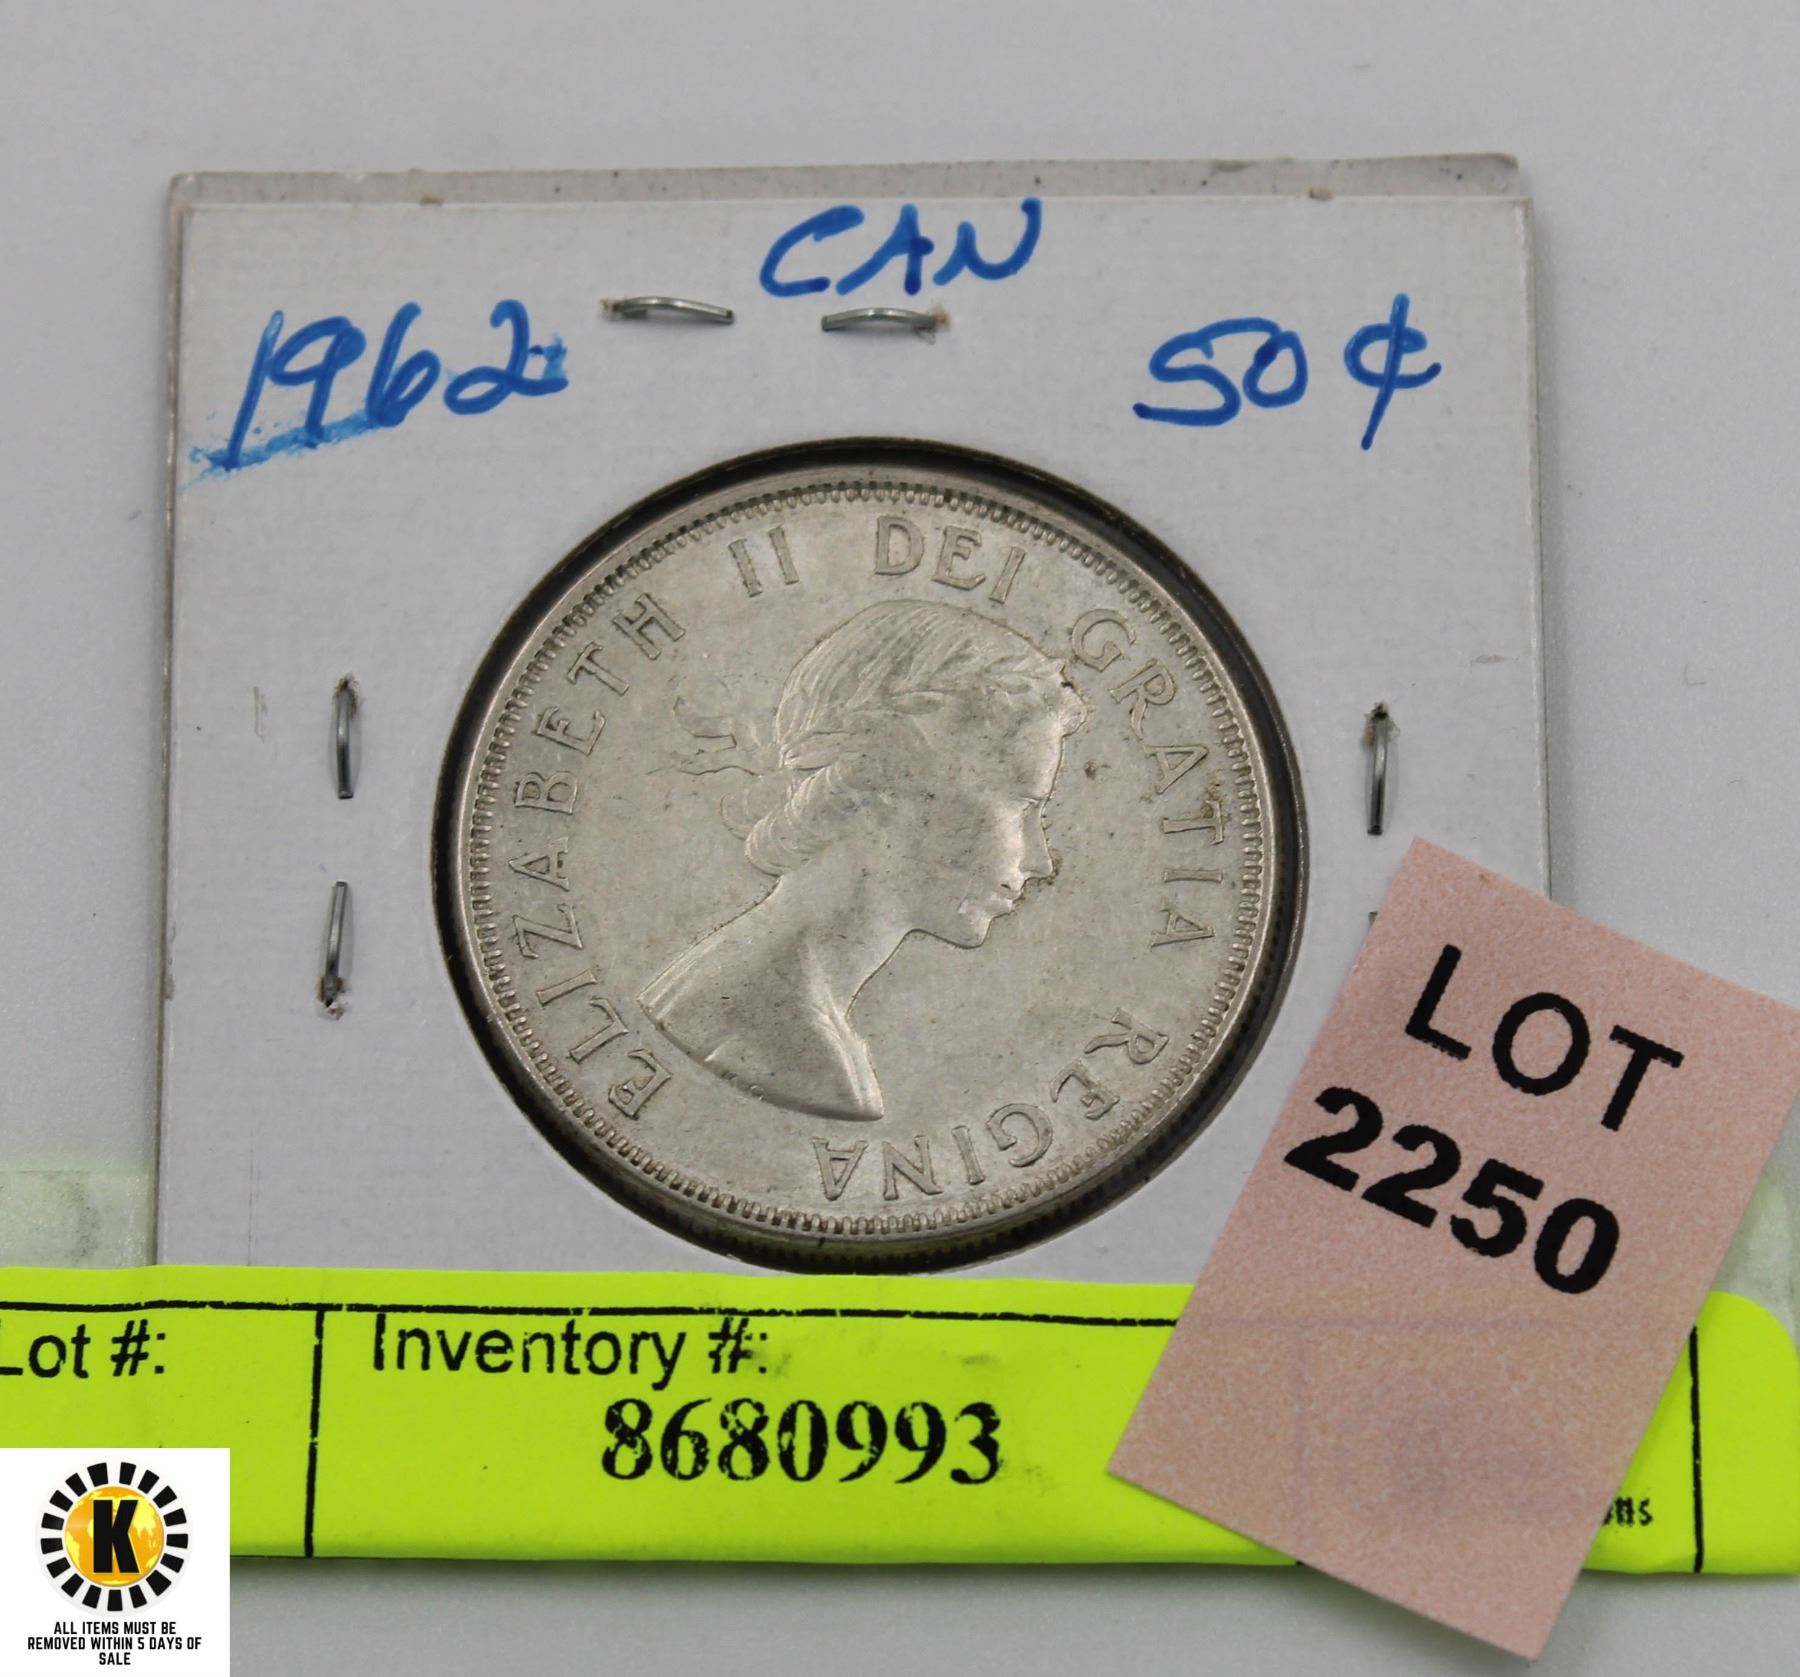 CAN
1962
50¢
ELIZABETH II DEI GRATIA REGINA
LOT
2250
Lot #:
Inventory #:
8680993
K
ALL ITEMS MUST BE
REMOVED WITHIN 5 DAYS OF
SALE